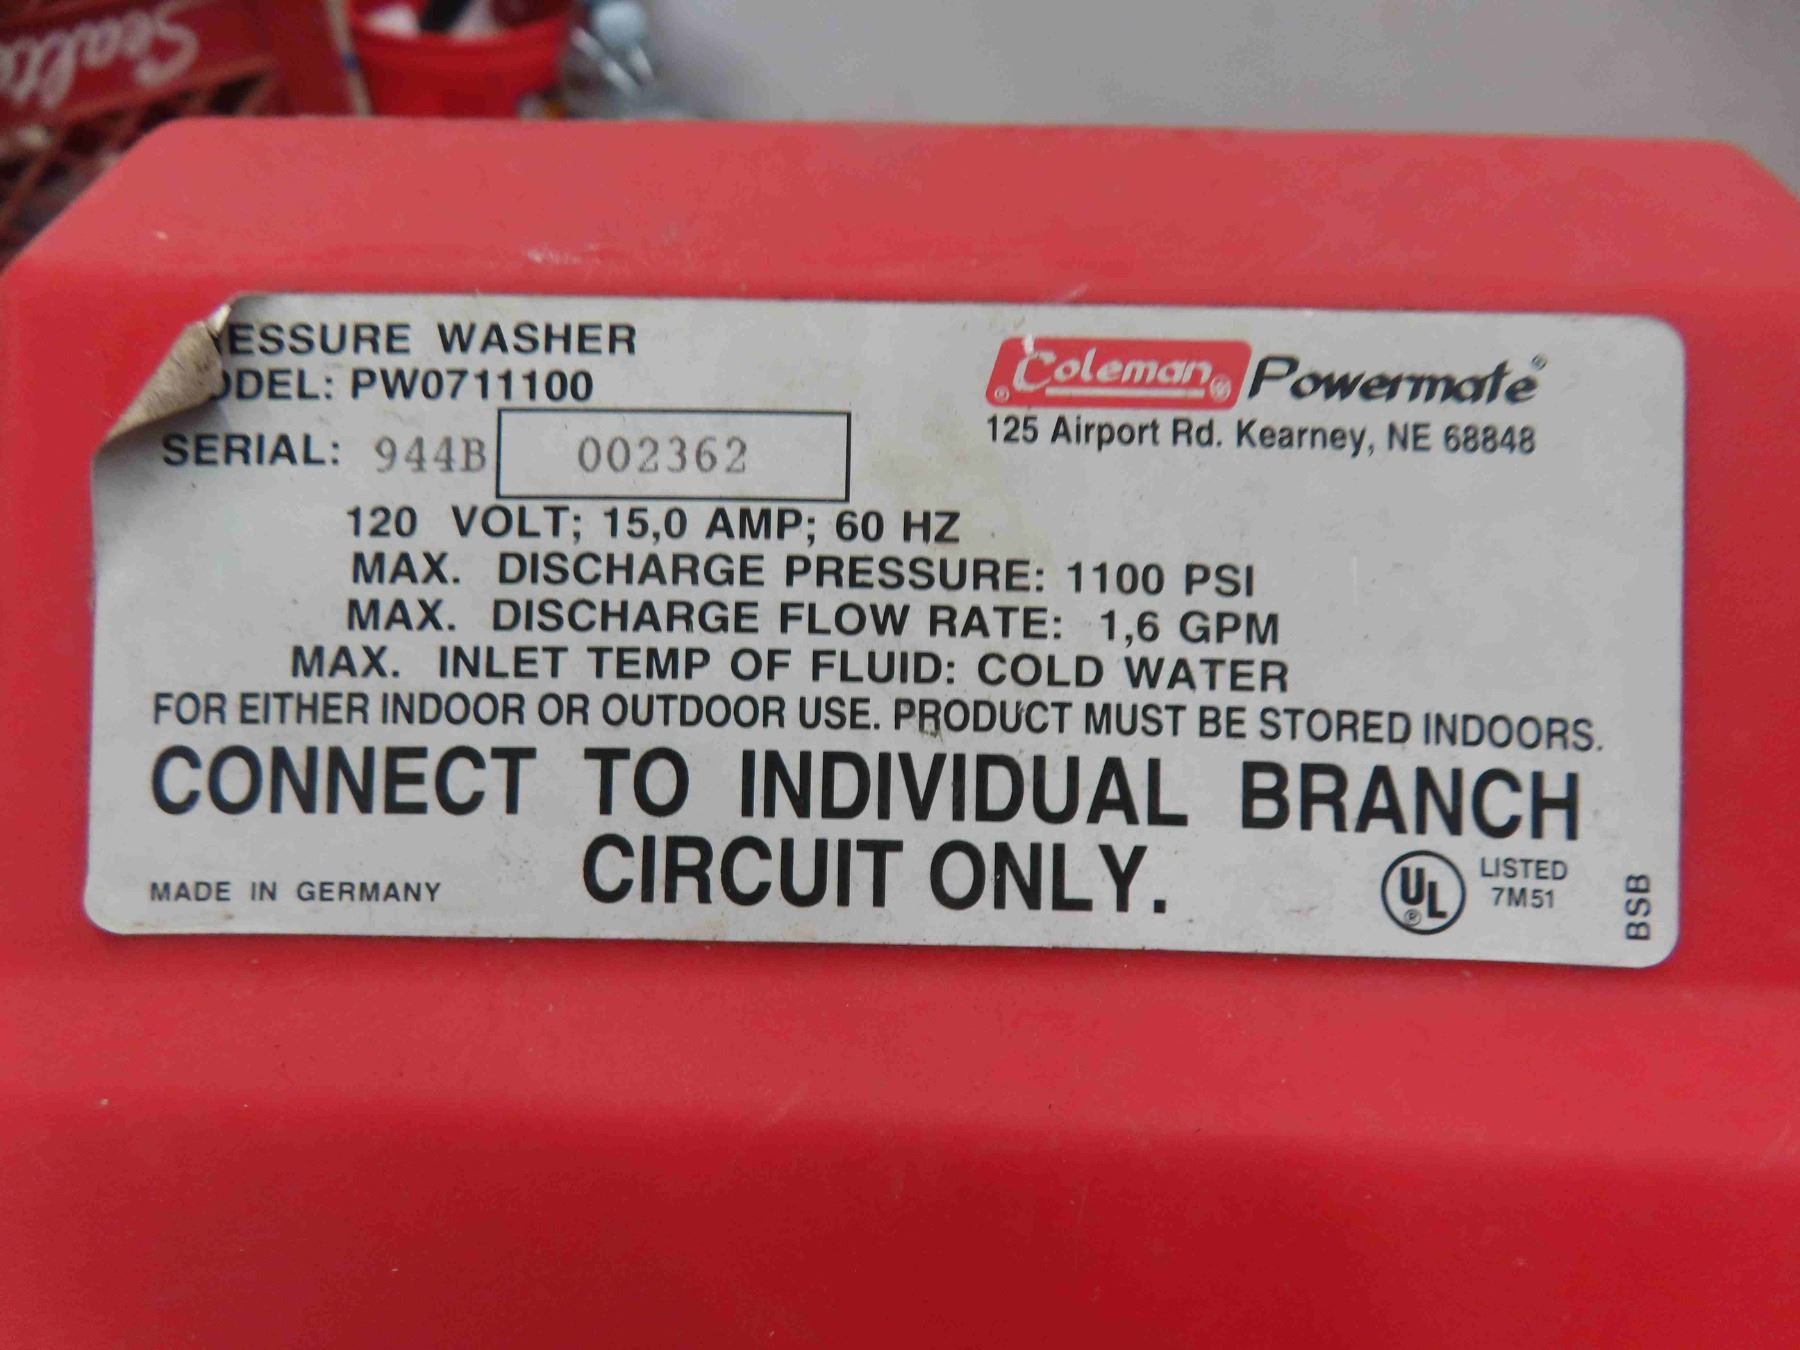 Sealt
ESSURE WASHER
ODEL: PW0711100
SERIAL: 944B 002362
Coleman® Powermate®
125 Airport Rd. Kearney, NE 68848
120 VOLT; 15,0 AMP; 60 HZ
MAX. DISCHARGE PRESSURE: 1100 PSI
MAX. DISCHARGE FLOW RATE: 1,6 GPM
MAX. INLET TEMP OF FLUID: COLD WATER
FOR EITHER INDOOR OR OUTDOOR USE. PRODUCT MUST BE STORED INDOORS.
CONNECT TO INDIVIDUAL BRANCH
CIRCUIT ONLY.
MADE IN GERMANY
UL® LISTED
7M51
BSB